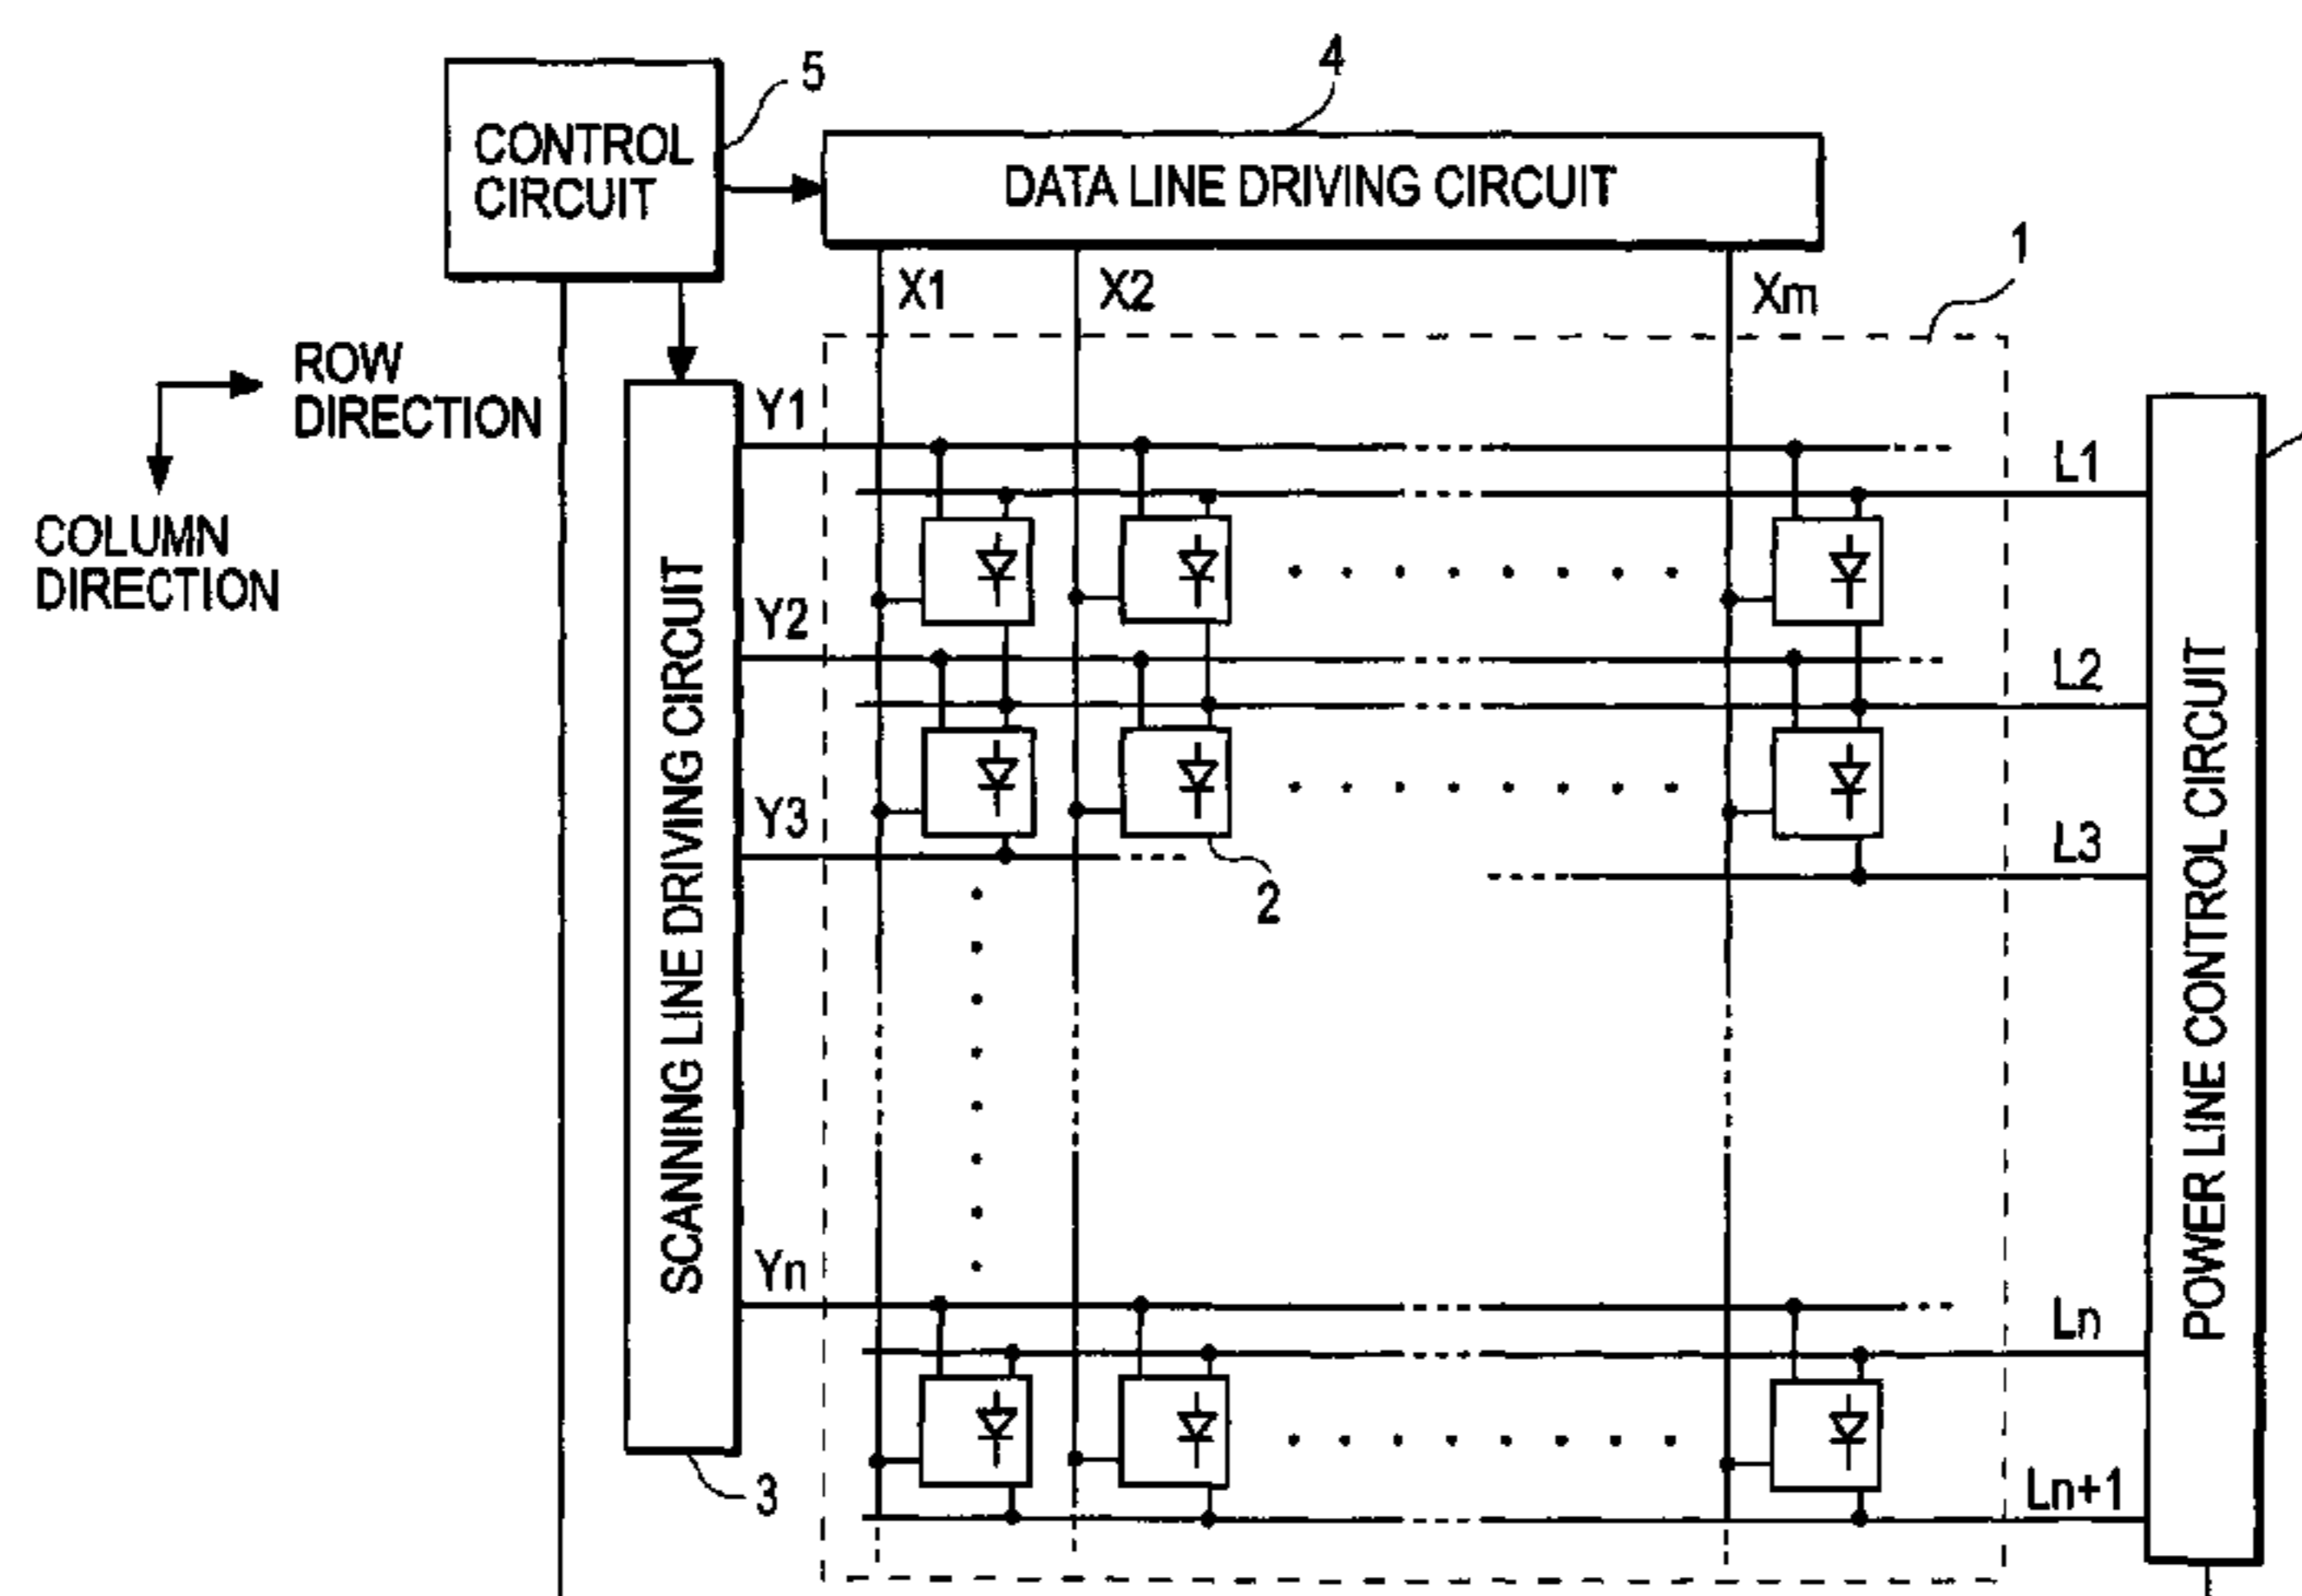 5
4
CONTROL
CIRCUIT
DATA LINE DRIVING CIRCUIT
1
X1
X2
Xm
ROW
DIRECTION
COLUMN
DIRECTION
SCANNING LINE DRIVING CIRCUIT
Y1
Y2
Y3
Yn
L1
L2
L3
Ln
Ln+1
POWER LINE CONTROL CIRCUIT
2
3